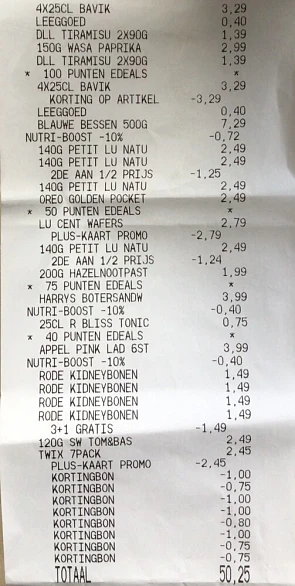 4X25CL BAVIK 3,29
LEEGGOED 0,40
DLL TIRAMISU 2X90G 1,39
150G WASA PAPRIKA 2,99
DLL TIRAMISU 2X90G 1,39
* 100 PUNTEN EDEALS *
4X25CL BAVIK 3,29
KORTING OP ARTIKEL -3,29
LEEGGOED 0,40
BLAUWE BESSEN 500G 7,29
NUTRI-BOOST -10% -0,72
140G PETIT LU NATU 2,49
140G PETIT LU NATU 2,49
2DE AAN 1/2 PRIJS -1,25
140G PETIT LU NATU 2,49
OREO GOLDEN POCKET 2,49
* 50 PUNTEN EDEALS *
LU CENT WAFERS 2,79
PLUS-KAART PROMO -2,79
140G PETIT LU NATU 2,49
2DE AAN 1/2 PRIJS -1,24
200G HAZELNOOTPAST 1,99
* 75 PUNTEN EDEALS *
HARRYS BOTERSANDW 3,99
NUTRI-BOOST -10% -0,40
25CL R BLISS TONIC 0,75
* 40 PUNTEN EDEALS *
APPEL PINK LAD 6ST 3,99
NUTRI-BOOST -10% -0,40
RODE KIDNEYBONEN 1,49
RODE KIDNEYBONEN 1,49
RODE KIDNEYBONEN 1,49
RODE KIDNEYBONEN 1,49
3+1 GRATIS -1,49
120G SW TOM&BAS 2,49
TWIX 7PACK 2,45
PLUS-KAART PROMO -2,45
KORTINGBON -1,00
KORTINGBON -0,75
KORTINGBON -1,00
KORTINGBON -1,00
KORTINGBON -0,80
KORTINGBON -1,00
KORTINGBON -0,75
KORTINGBON -0,75
TOTAAL 50,25